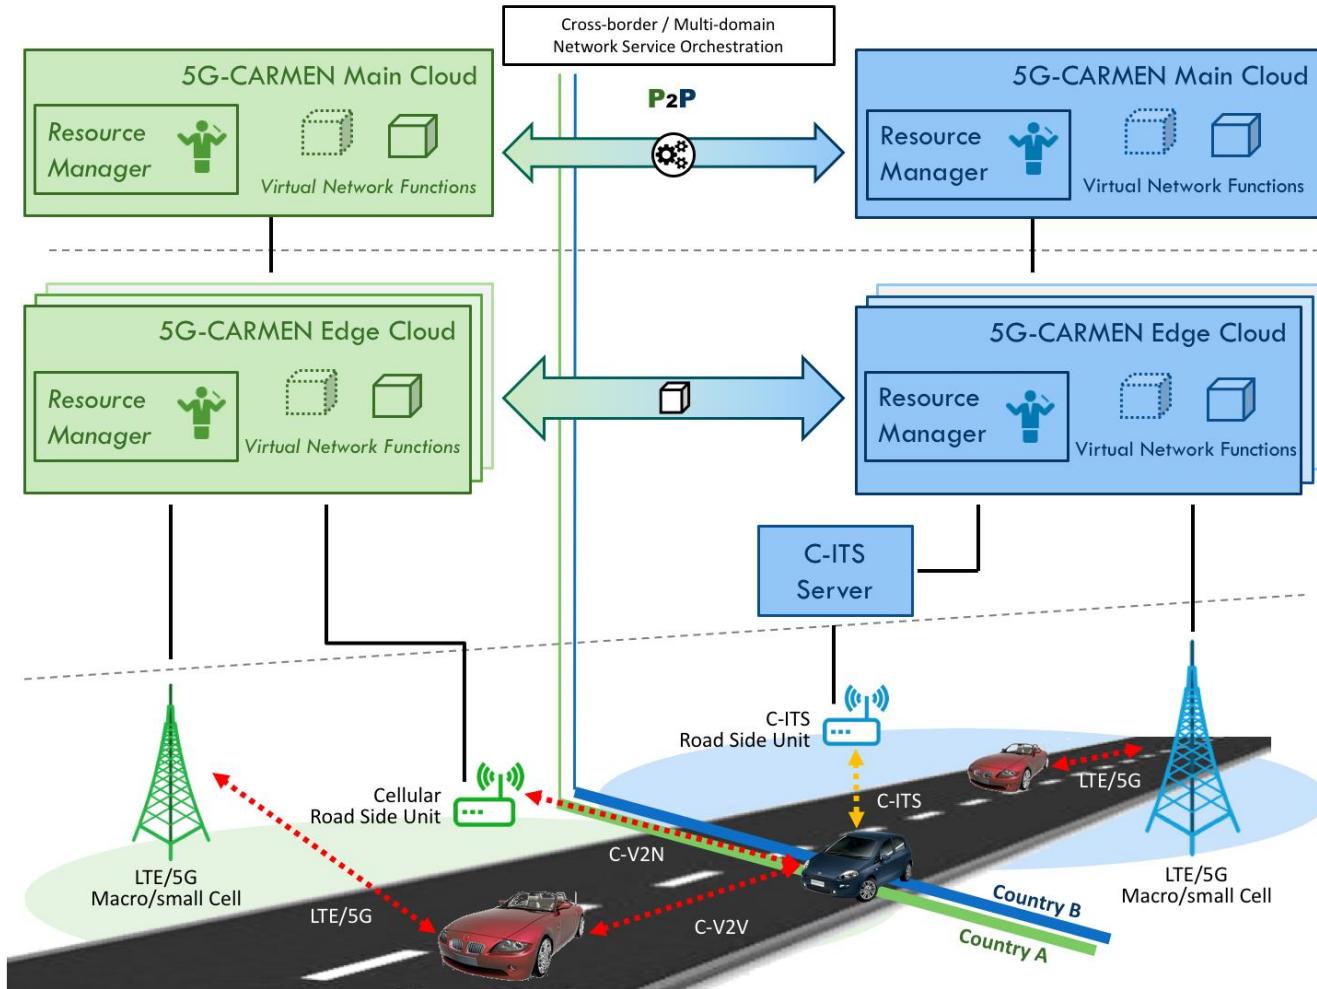 Cross-border / Multi-domain
Network Service Orchestration
5G-CARMEN Main Cloud
Resource
Manager
Virtual Network Functions
P2P
5G-CARMEN Main Cloud
Resource
Manager
Virtual Network Functions
5G-CARMEN Edge Cloud
Resource
Manager
Virtual Network Functions
5G-CARMEN Edge Cloud
Resource
Manager
Virtual Network Functions
C-ITS
Server
C-ITS
Road Side Unit
Cellular
Road Side Unit
LTE/5G
C-ITS
C-V2N
LTE/5G
Macro/small Cell
LTE/5G
Macro/small Cell
LTE/5G
C-V2V
Country B
Country A